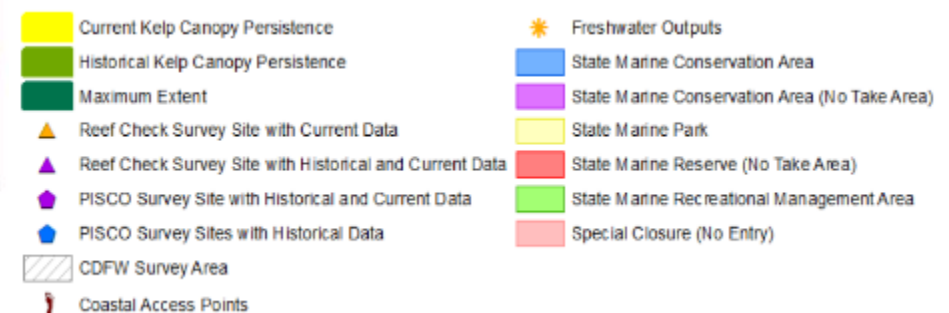 Current Kelp Canopy Persistence
Historical Kelp Canopy Persistence
Maximum Extent
Reef Check Survey Site with Current Data
Reef Check Survey Site with Historical and Current Data
PISCO Survey Site with Historical and Current Data
PISCO Survey Sites with Historical Data
CDFW Survey Area
Coastal Access Points
Freshwater Outputs
State Marine Conservation Area
State Marine Conservation Area (No Take Area)
State Marine Park
State Marine Reserve (No Take Area)
State Marine Recreational Management Area
Special Closure (No Entry)